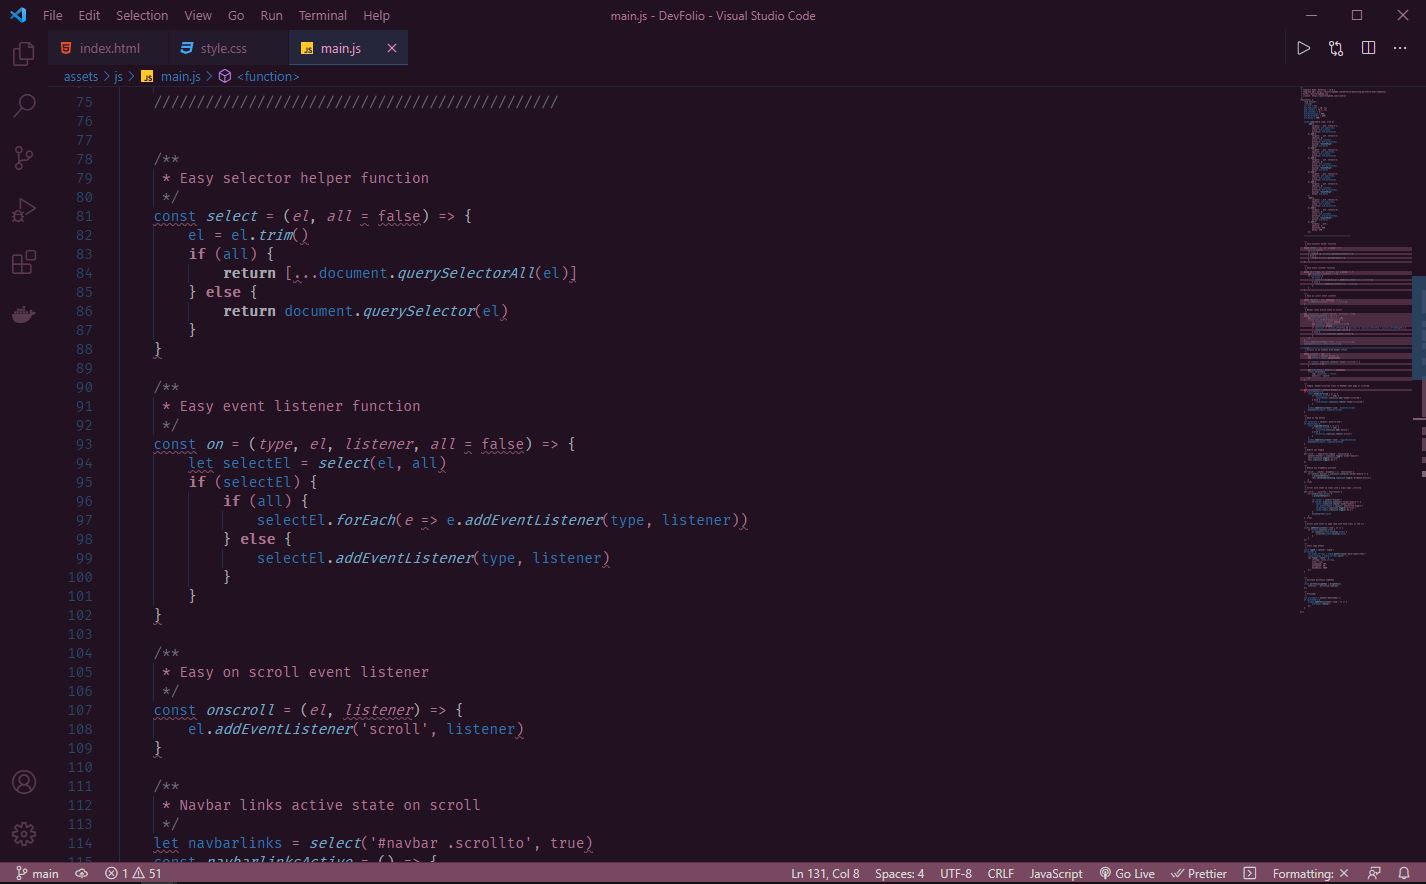 File Edit Selection View Go Run Terminal Help main.js - DevFolio - Visual Studio Code
index.html style.css JS main.js
assets > js > JS main.js > <function>
75 ///////////////////////////////////////////////
76
77
78 /**
79 * Easy selector helper function
80 */
81 const select = (el, all = false) => {
82 el = el.trim()
83 if (all) {
84 return [...document.querySelectorAll(el)]
85 } else {
86 return document.querySelector(el)
87 }
88 }
89
90 /**
91 * Easy event listener function
92 */
93 const on = (type, el, listener, all = false) => {
94 let selectEl = select(el, all)
95 if (selectEl) {
96 if (all) {
97 selectEl.forEach(e => e.addEventListener(type, listener))
98 } else {
99 selectEl.addEventListener(type, listener)
100 }
101 }
102 }
103
104 /**
105 * Easy on scroll event listener
106 */
107 const onscroll = (el, listener) => {
108 el.addEventListener('scroll', listener)
109 }
110
111 /**
112 * Navbar links active state on scroll
113 */
114 let navbarlinks = select('#navbar .scrollto', true)
115 const navbarlinksActive = () => {
main 1 51 Ln 131, Col 8 Spaces: 4 UTF-8 CRLF JavaScript Go Live Prettier Formatting: ×